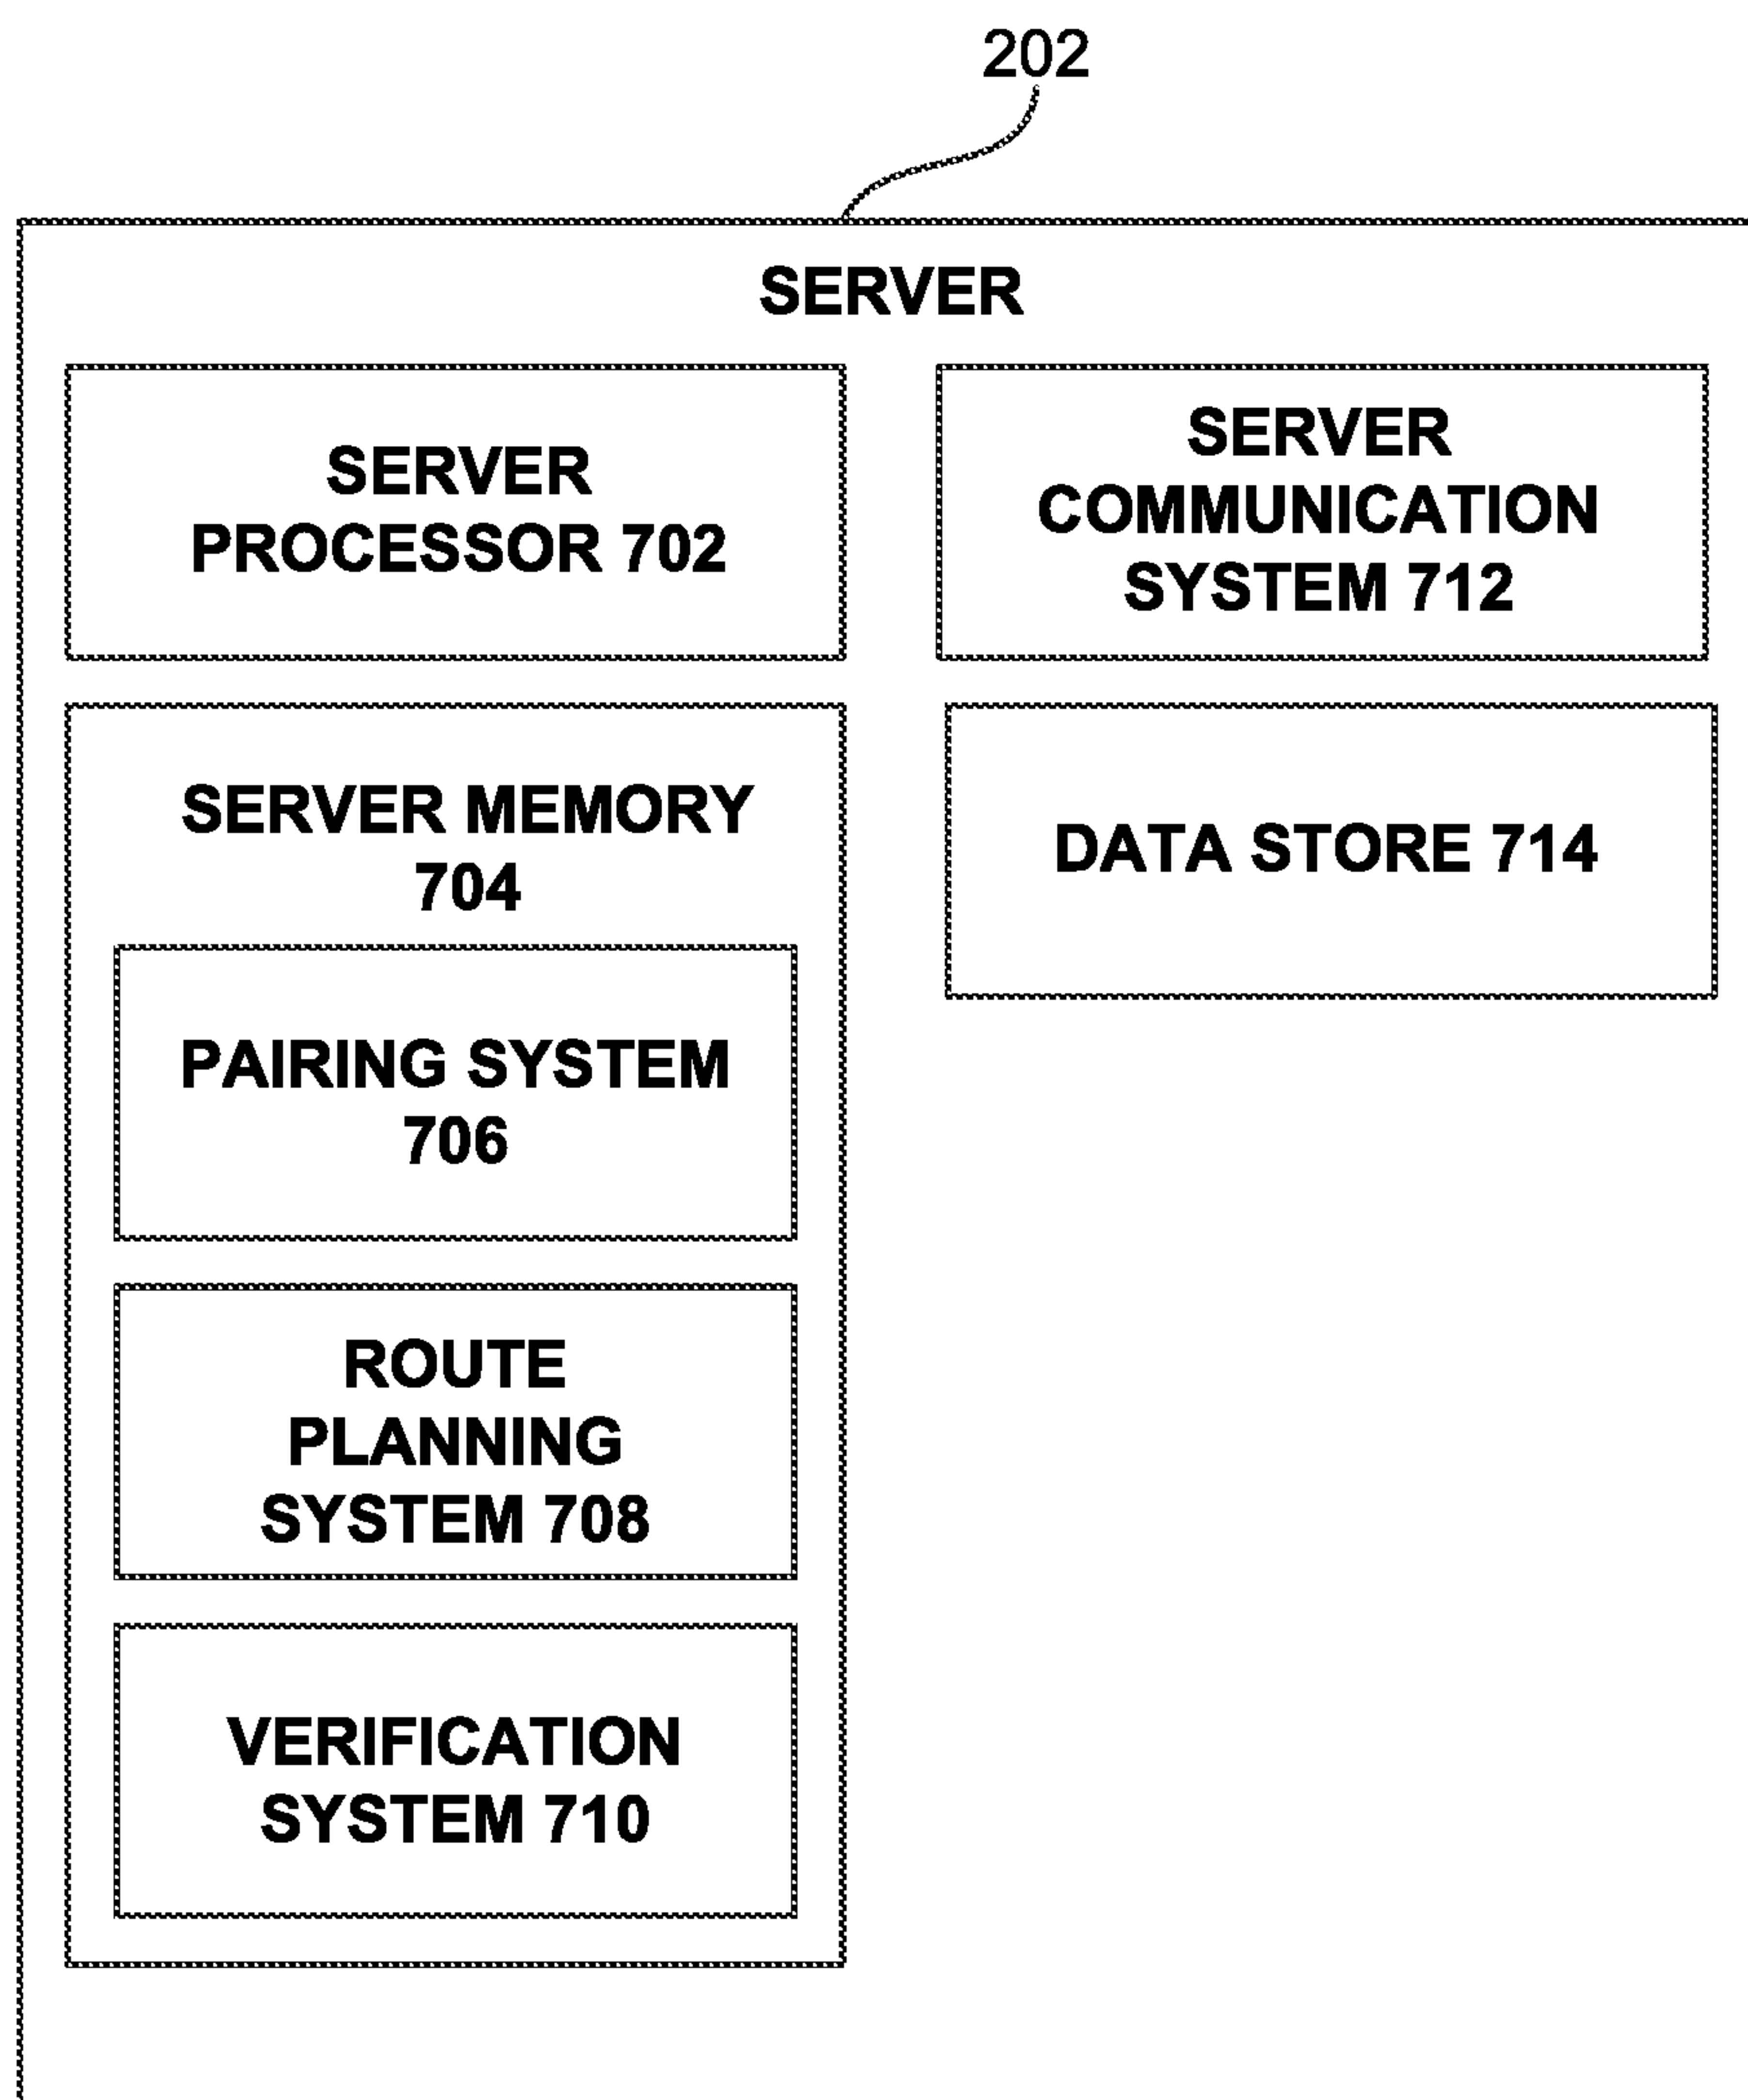 202
SERVER
SERVER
PROCESSOR 702
SERVER
COMMUNICATION
SYSTEM 712
SERVER MEMORY
704
DATA STORE 714
PAIRING SYSTEM
706
ROUTE
PLANNING
SYSTEM 708
VERIFICATION
SYSTEM 710